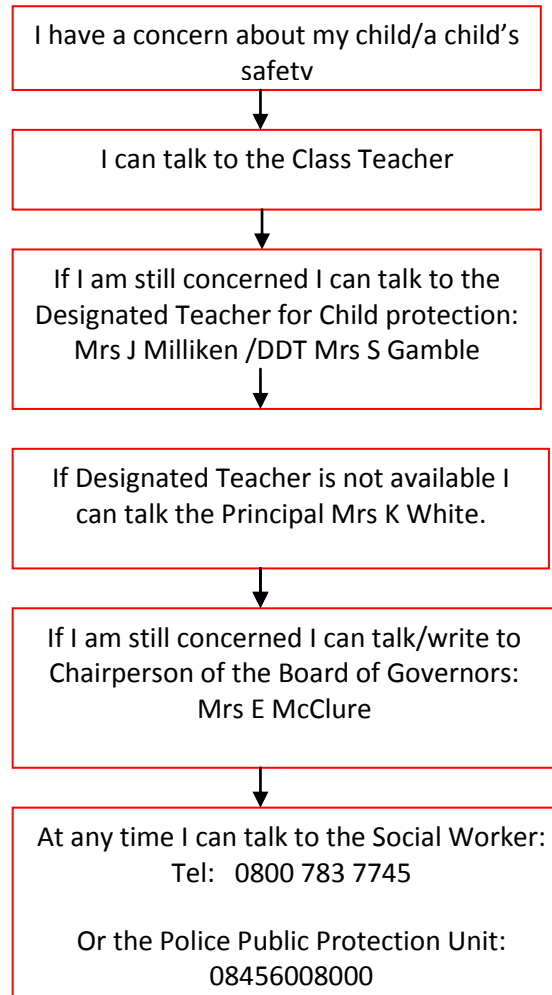 I have a concern about my child/a child's
safety
I can talk to the Class Teacher
If I am still concerned I can talk to the
Designated Teacher for Child protection:
Mrs J Milliken /DDT Mrs S Gamble
If Designated Teacher is not available I
can talk the Principal Mrs K White.
If I am still concerned I can talk/write to
Chairperson of the Board of Governors:
Mrs E McClure
At any time I can talk to the Social Worker:
Tel:   0800 783 7745
Or the Police Public Protection Unit:
08456008000